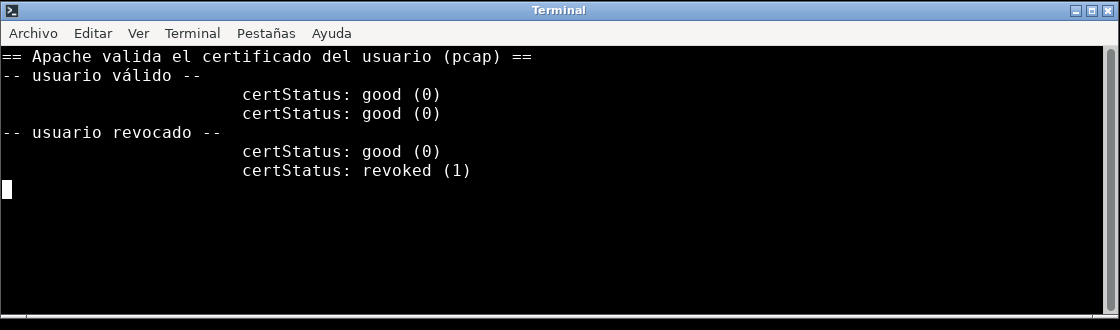 Terminal
Archivo Editar Ver Terminal Pestañas Ayuda
== Apache valida el certificado del usuario (pcap) ==
-- usuario válido --
certStatus: good (0)
certStatus: good (0)
-- usuario revocado --
certStatus: good (0)
certStatus: revoked (1)